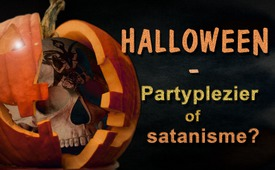 HALLOWEEN
-
Partyplezier
of
satanisme?